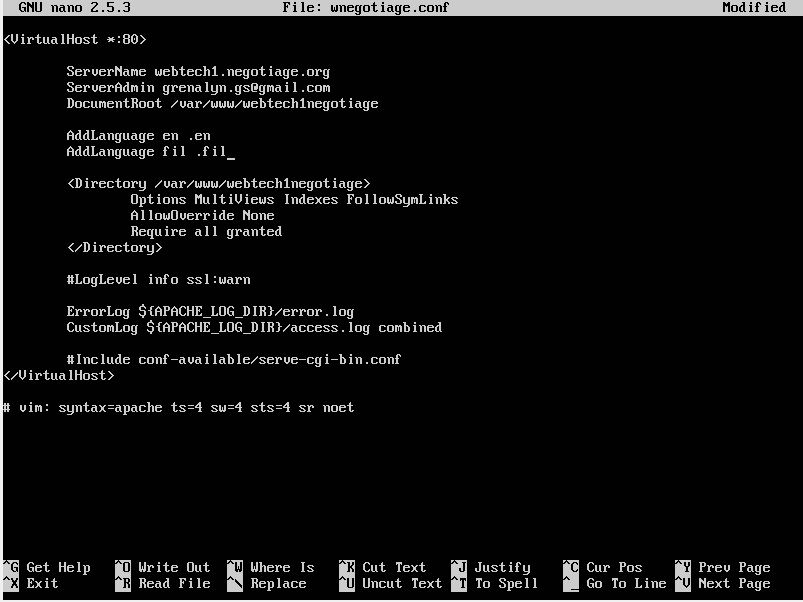 GNU nano 2.5.3 File: wnegotiage.conf Modified
<VirtualHost *:80>
ServerName webtech1.negotiage.org
ServerAdmin grenalyn.gs@gmail.com
DocumentRoot /var/www/webtech1negotiage
AddLanguage en .en
AddLanguage fil .fil_
<Directory /var/www/webtech1negotiage>
Options MultiViews Indexes FollowSymLinks
AllowOverride None
Require all granted
</Directory>
#LogLevel info ssl:warn
ErrorLog ${APACHE_LOG_DIR}/error.log
CustomLog ${APACHE_LOG_DIR}/access.log combined
#Include conf-available/serve-cgi-bin.conf
</VirtualHost>
# vim: syntax=apache ts=4 sw=4 sts=4 sr noet
^G Get Help ^O Write Out ^W Where Is ^K Cut Text ^J Justify ^C Cur Pos ^Y Prev Page
^X Exit ^R Read File ^\ Replace ^U Uncut Text ^T To Spell ^_ Go To Line ^V Next Page